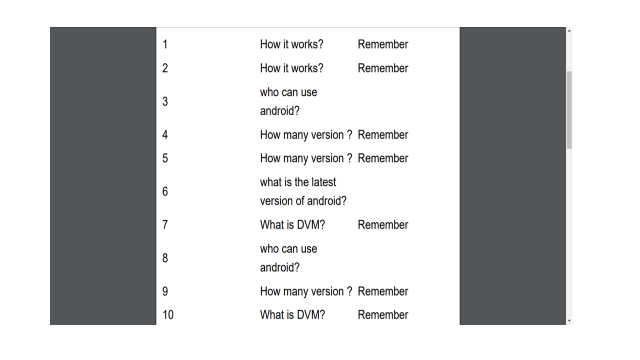 1 How it works? Remember
2 How it works? Remember
3 who can use
android?
4 How many version ? Remember
5 How many version ? Remember
6 what is the latest
version of android?
7 What is DVM? Remember
8 who can use
android?
9 How many version ? Remember
10 What is DVM? Remember